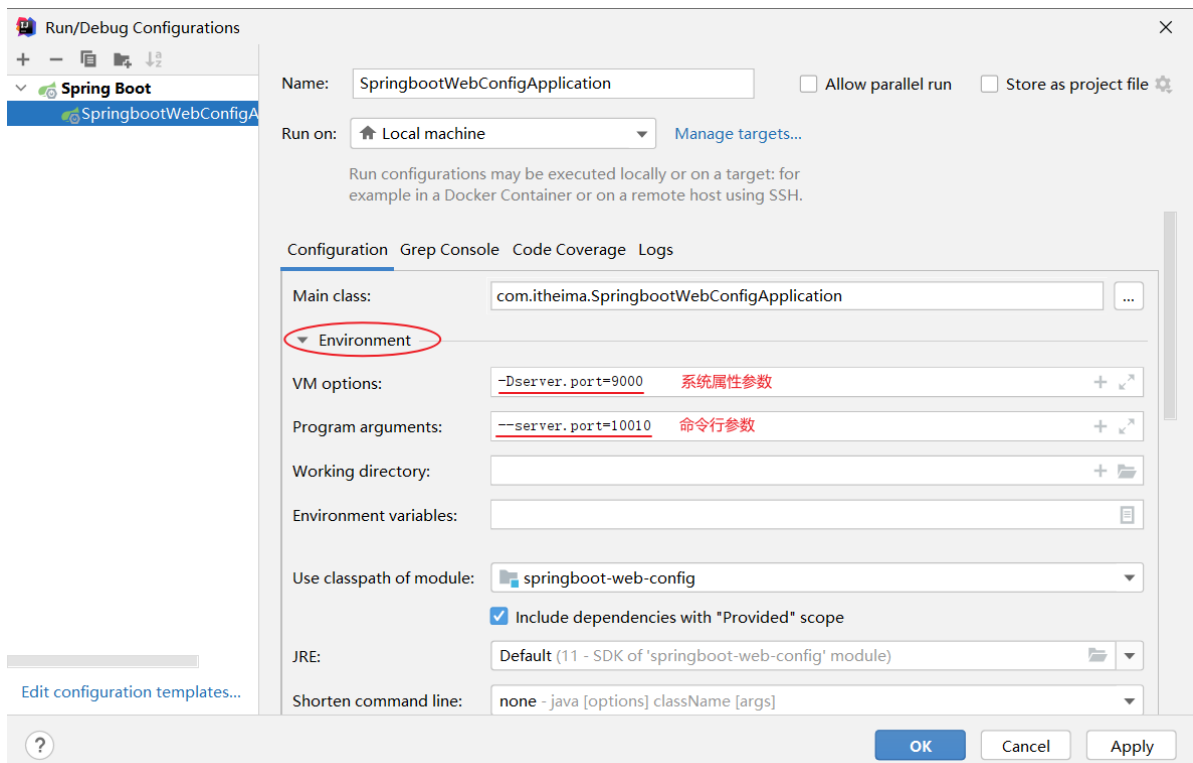 Run/Debug Configurations
Spring Boot
SpringbootWebConfigA
Name: SpringbootWebConfigApplication Allow parallel run Store as project file
Run on: Local machine Manage targets...
Run configurations may be executed locally or on a target: for
example in a Docker Container or on a remote host using SSH.
Configuration Grep Console Code Coverage Logs
Main class: com.itheima.SpringbootWebConfigApplication ...
Environment
VM options: -Dserver.port=9000 系统属性参数
Program arguments: --server.port=10010 命令行参数
Working directory:
Environment variables:
Use classpath of module: springboot-web-config
Include dependencies with "Provided" scope
JRE: Default (11 - SDK of 'springboot-web-config' module)
Edit configuration templates...
Shorten command line: none - java [options] className [args]
? OK Cancel Apply